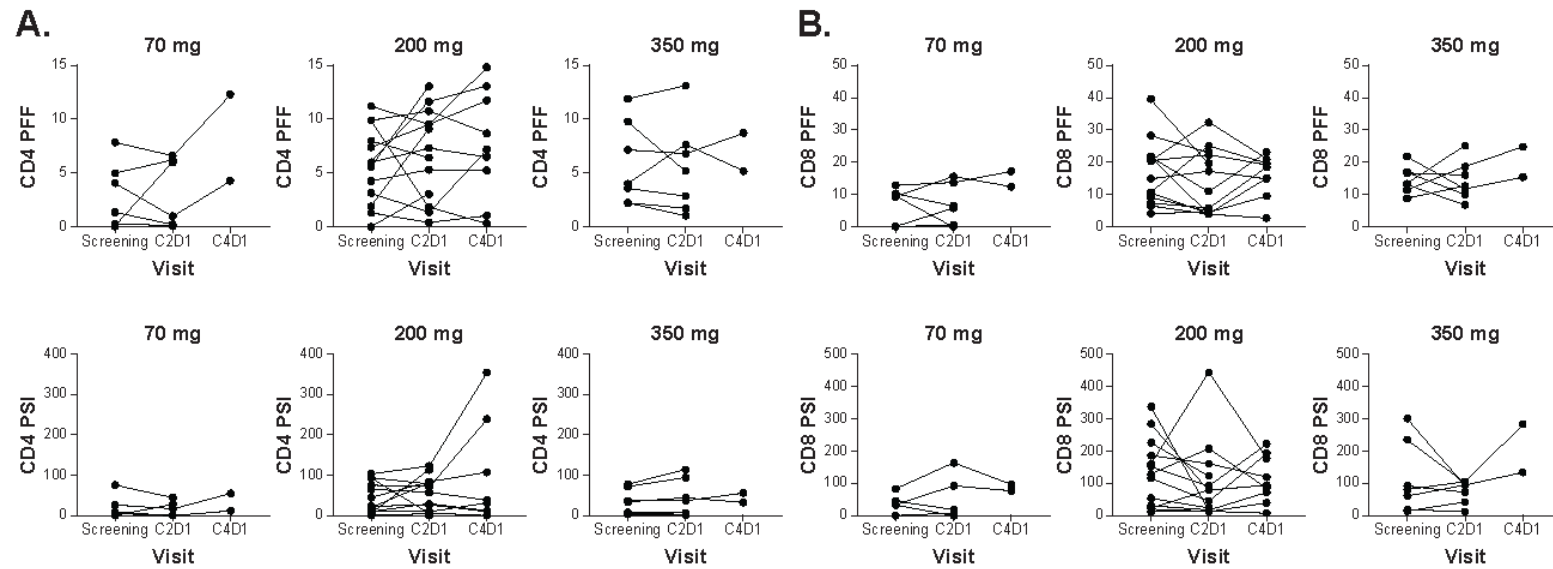 A.
70 mg
CD4 PFF
15
10
5
0
Screening C2D1 C4D1
Visit
200 mg
CD4 PFF
15
10
5
0
Screening C2D1 C4D1
Visit
350 mg
CD4 PFF
15
10
5
0
Screening C2D1 C4D1
Visit
70 mg
CD4 PSI
400
300
200
100
0
Screening C2D1 C4D1
Visit
200 mg
CD4 PSI
400
300
200
100
0
Screening C2D1 C4D1
Visit
350 mg
CD4 PSI
400
300
200
100
0
Screening C2D1 C4D1
Visit
B.
70 mg
CD8 PFF
50
40
30
20
10
0
Screening C2D1 C4D1
Visit
200 mg
CD8 PFF
50
40
30
20
10
0
Screening C2D1 C4D1
Visit
350 mg
CD8 PFF
50
40
30
20
10
0
Screening C2D1 C4D1
Visit
70 mg
CD8 PSI
500
400
300
200
100
0
Screening C2D1 C4D1
Visit
200 mg
CD8 PSI
500
400
300
200
100
0
Screening C2D1 C4D1
Visit
350 mg
CD8 PSI
500
400
300
200
100
0
Screening C2D1 C4D1
Visit